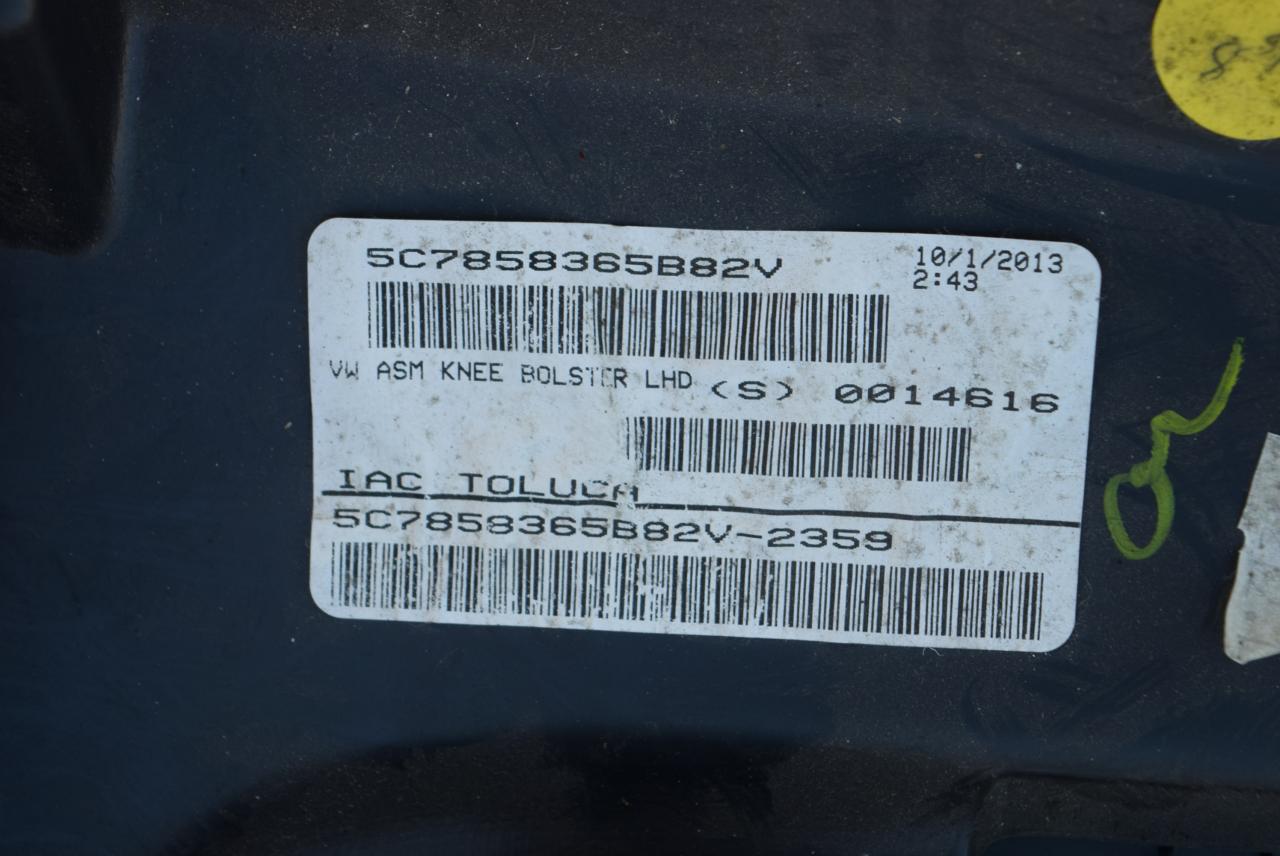 5C7858365B82V
10/1/2013
2:43
VW ASM KNEE BOLSTER LHD (S) 0014616
IAC TOLUCA
5C7858365B82V-2359